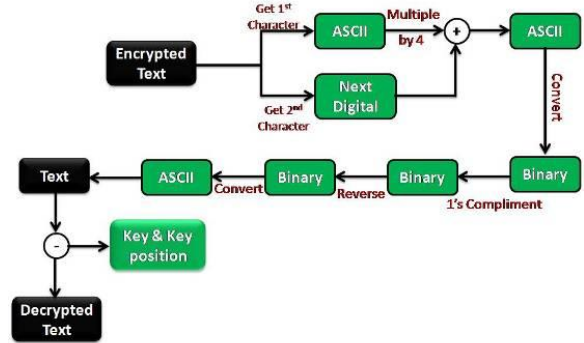 Get 1st
Character
ASCII
Multiple
by 4
+
ASCII
Encrypted
Text
Get 2nd
Character
Next
Digital
Convert
Text
ASCII
Convert
Binary
Reverse
Binary
1's Compliment
Binary
-
Key & Key
position
Decrypted
Text